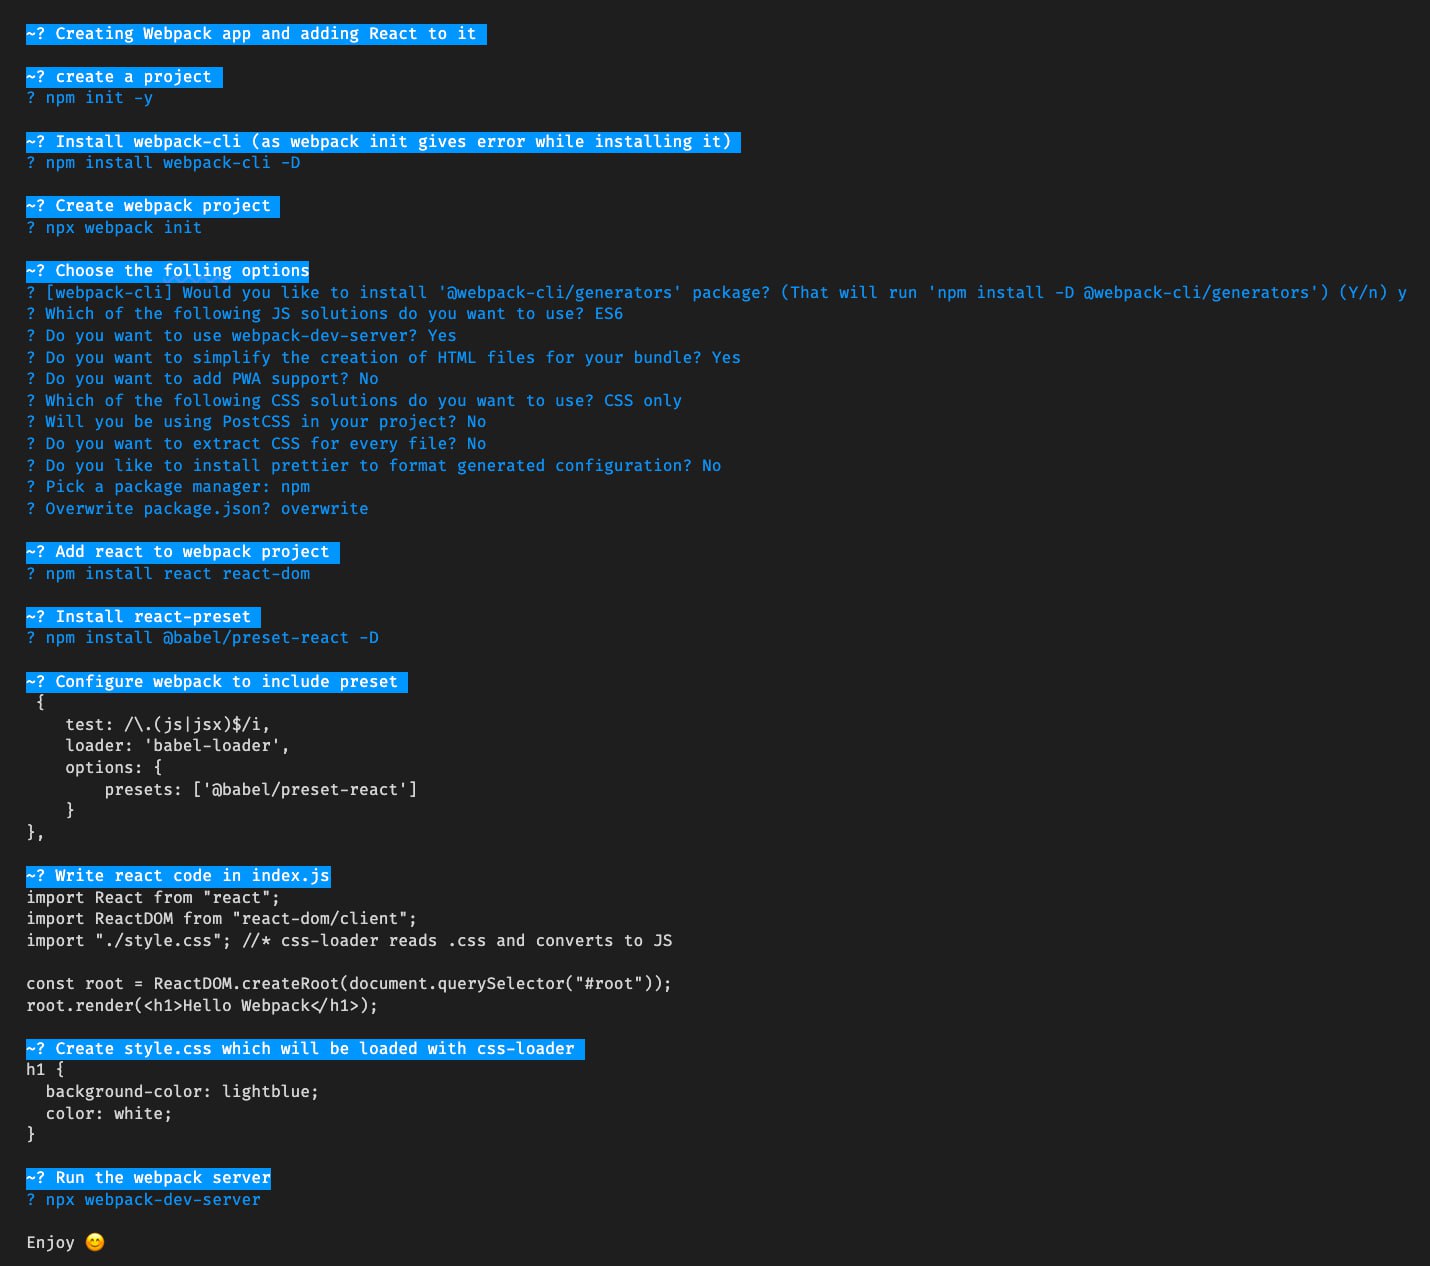 ~? Creating Webpack app and adding React to it
~? create a project
? npm init -y
~? Install webpack-cli (as webpack init gives error while installing it)
? npm install webpack-cli -D
~? Create webpack project
? npx webpack init
~? Choose the folling options
? [webpack-cli] Would you like to install '@webpack-cli/generators' package? (That will run 'npm install -D @webpack-cli/generators') (Y/n) y
? Which of the following JS solutions do you want to use? ES6
? Do you want to use webpack-dev-server? Yes
? Do you want to simplify the creation of HTML files for your bundle? Yes
? Do you want to add PWA support? No
? Which of the following CSS solutions do you want to use? CSS only
? Will you be using PostCSS in your project? No
? Do you want to extract CSS for every file? No
? Do you like to install prettier to format generated configuration? No
? Pick a package manager: npm
? Overwrite package.json? overwrite
~? Add react to webpack project
? npm install react react-dom
~? Install react-preset
? npm install @babel/preset-react -D
~? Configure webpack to include preset
{
test: /\.(js|jsx)$/i,
loader: 'babel-loader',
options: {
presets: ['@babel/preset-react']
}
},
~? Write react code in index.js
import React from "react";
import ReactDOM from "react-dom/client";
import "./style.css"; //* css-loader reads .css and converts to JS
const root = ReactDOM.createRoot(document.querySelector("#root"));
root.render(<h1>Hello Webpack</h1>);
~? Create style.css which will be loaded with css-loader
h1 {
background-color: lightblue;
color: white;
}
~? Run the webpack server
? npx webpack-dev-server
Enjoy 😊